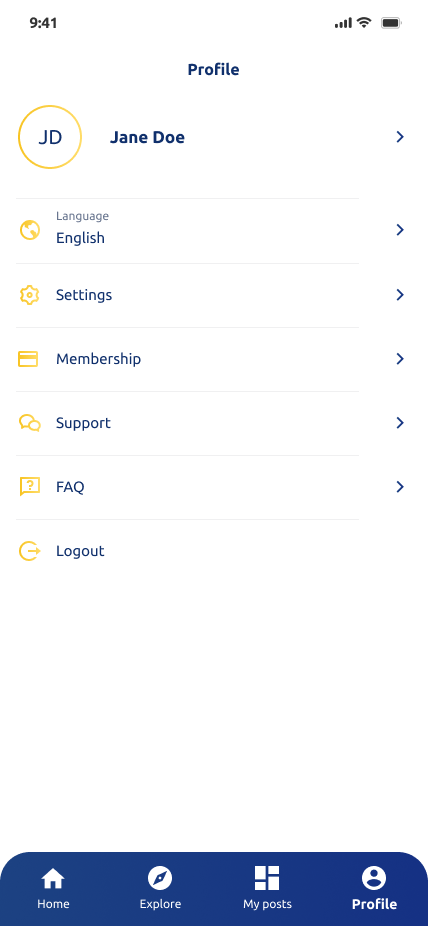 9:41
Profile
JD
Jane Doe
Language
English
Settings
Membership
Support
?
FAQ
Logout
Home
Explore
My posts
Profile